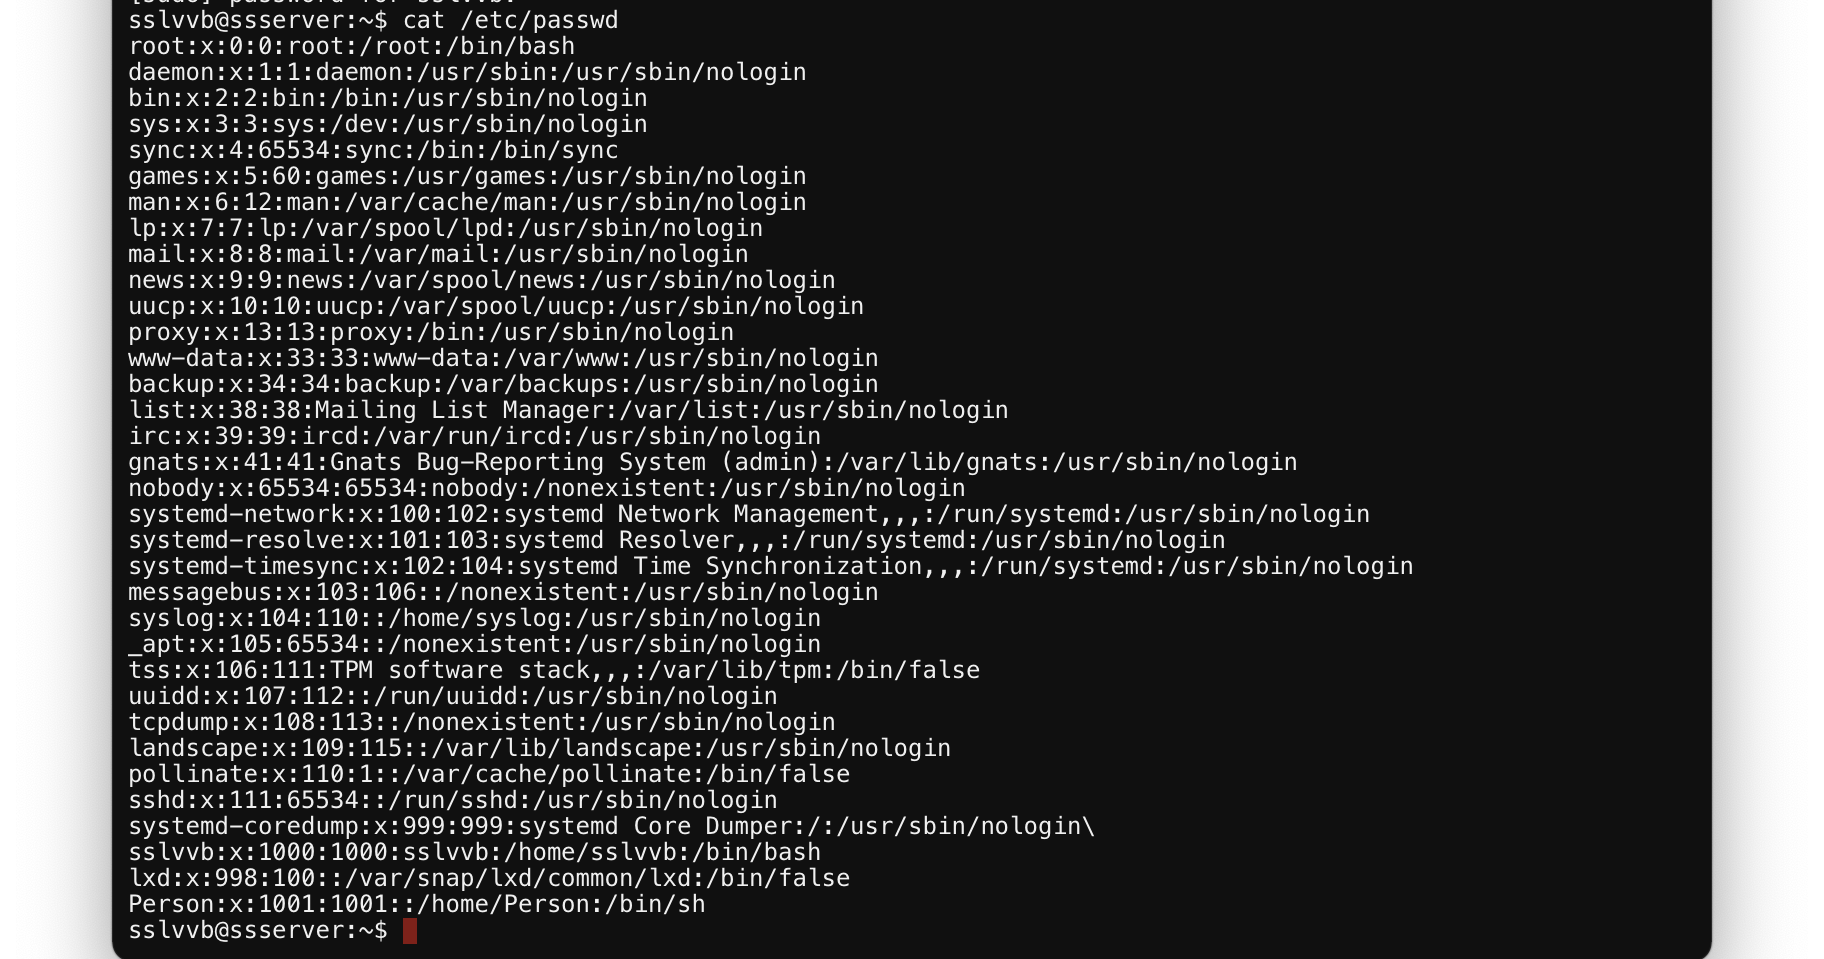 [sudo] password for sslvvb:
sslvvb@ssserver:~$ cat /etc/passwd
root:x:0:0:root:/root:/bin/bash
daemon:x:1:1:daemon:/usr/sbin:/usr/sbin/nologin
bin:x:2:2:bin:/bin:/usr/sbin/nologin
sys:x:3:3:sys:/dev:/usr/sbin/nologin
sync:x:4:65534:sync:/bin:/bin/sync
games:x:5:60:games:/usr/games:/usr/sbin/nologin
man:x:6:12:man:/var/cache/man:/usr/sbin/nologin
lp:x:7:7:lp:/var/spool/lpd:/usr/sbin/nologin
mail:x:8:8:mail:/var/mail:/usr/sbin/nologin
news:x:9:9:news:/var/spool/news:/usr/sbin/nologin
uucp:x:10:10:uucp:/var/spool/uucp:/usr/sbin/nologin
proxy:x:13:13:proxy:/bin:/usr/sbin/nologin
www-data:x:33:33:www-data:/var/www:/usr/sbin/nologin
backup:x:34:34:backup:/var/backups:/usr/sbin/nologin
list:x:38:38:Mailing List Manager:/var/list:/usr/sbin/nologin
irc:x:39:39:ircd:/var/run/ircd:/usr/sbin/nologin
gnats:x:41:41:Gnats Bug-Reporting System (admin):/var/lib/gnats:/usr/sbin/nologin
nobody:x:65534:65534:nobody:/nonexistent:/usr/sbin/nologin
systemd-network:x:100:102:systemd Network Management,,,:/run/systemd:/usr/sbin/nologin
systemd-resolve:x:101:103:systemd Resolver,,,:/run/systemd:/usr/sbin/nologin
systemd-timesync:x:102:104:systemd Time Synchronization,,,:/run/systemd:/usr/sbin/nologin
messagebus:x:103:106::/nonexistent:/usr/sbin/nologin
syslog:x:104:110::/home/syslog:/usr/sbin/nologin
_apt:x:105:65534::/nonexistent:/usr/sbin/nologin
tss:x:106:111:TPM software stack,,,:/var/lib/tpm:/bin/false
uuidd:x:107:112::/run/uuidd:/usr/sbin/nologin
tcpdump:x:108:113::/nonexistent:/usr/sbin/nologin
landscape:x:109:115::/var/lib/landscape:/usr/sbin/nologin
pollinate:x:110:1::/var/cache/pollinate:/bin/false
sshd:x:111:65534::/run/sshd:/usr/sbin/nologin
systemd-coredump:x:999:999:systemd Core Dumper:/:/usr/sbin/nologin\
sslvvb:x:1000:1000:sslvvb:/home/sslvvb:/bin/bash
lxd:x:998:100::/var/snap/lxd/common/lxd:/bin/false
Person:x:1001:1001::/home/Person:/bin/sh
sslvvb@ssserver:~$